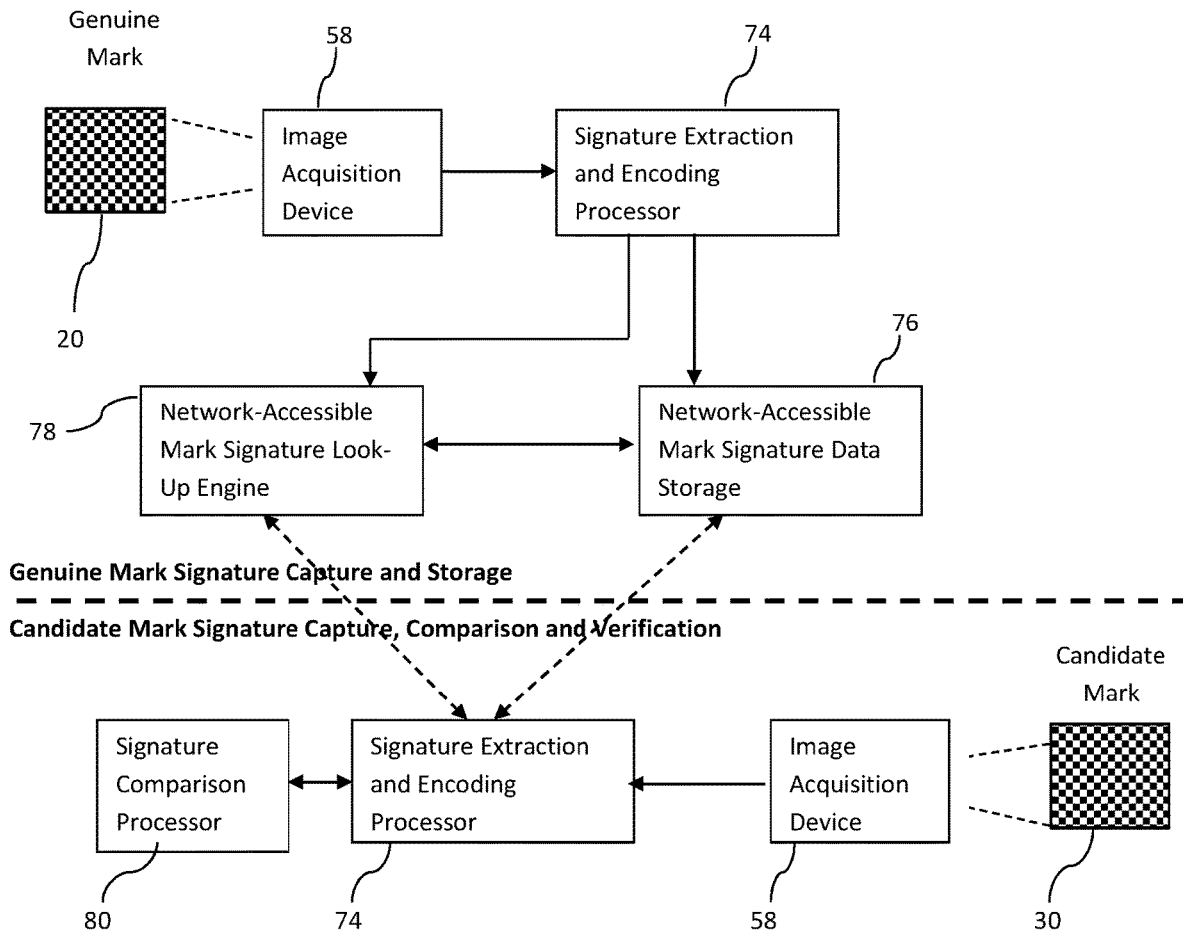 Genuine
Mark
58
74
Image
Acquisition
Device
Signature Extraction
and Encoding
Processor
20
76
78
Network-Accessible
Mark Signature Look-
Up Engine
Network-Accessible
Mark Signature Data
Storage
Genuine Mark Signature Capture and Storage
Candidate Mark Signature Capture, Comparison and Verification
Candidate
Mark
Signature
Comparison
Processor
Signature Extraction
and Encoding
Processor
Image
Acquisition
Device
80
74
58
30